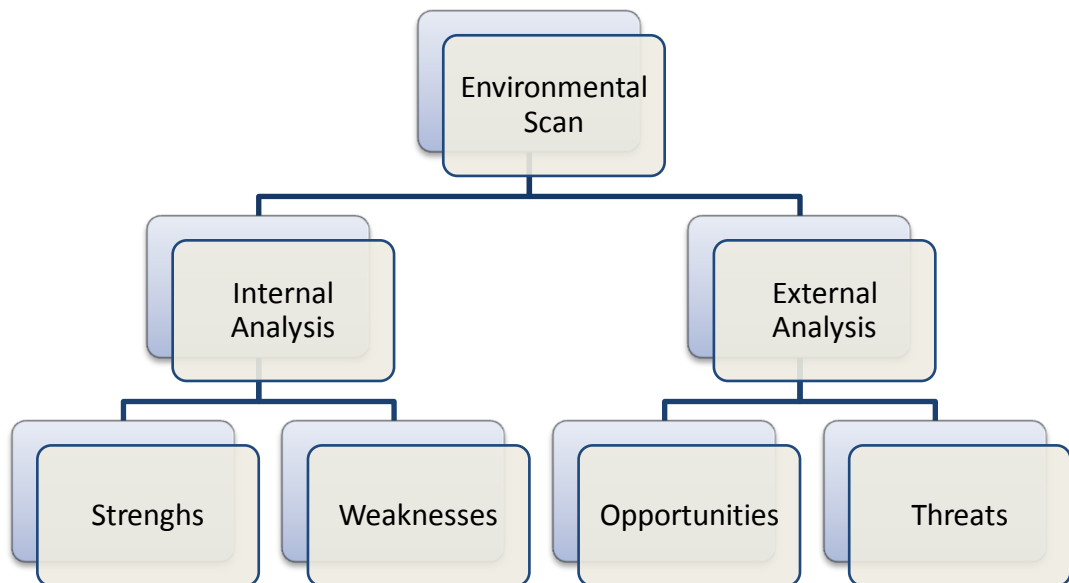 Environmental
Scan
Internal
Analysis
External
Analysis
Strenghs
Weaknesses
Opportunities
Threats